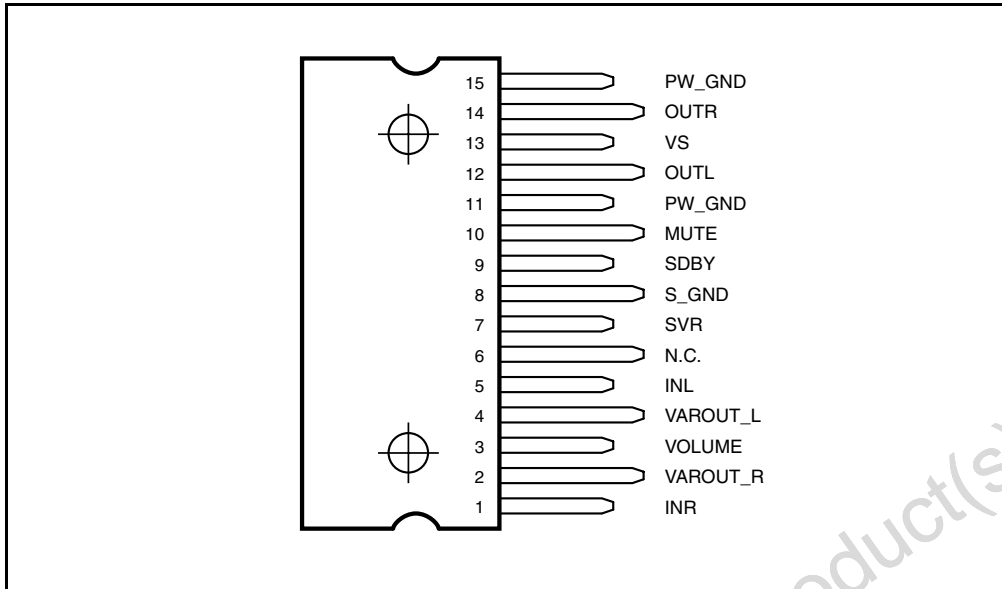 15 PW_GND
14 OUTR
13 VS
12 OUTL
11 PW_GND
10 MUTE
9 SDBY
8 S_GND
7 SVR
6 N.C.
5 INL
4 VAROUT_L
3 VOLUME
2 VAROUT_R
1 INR